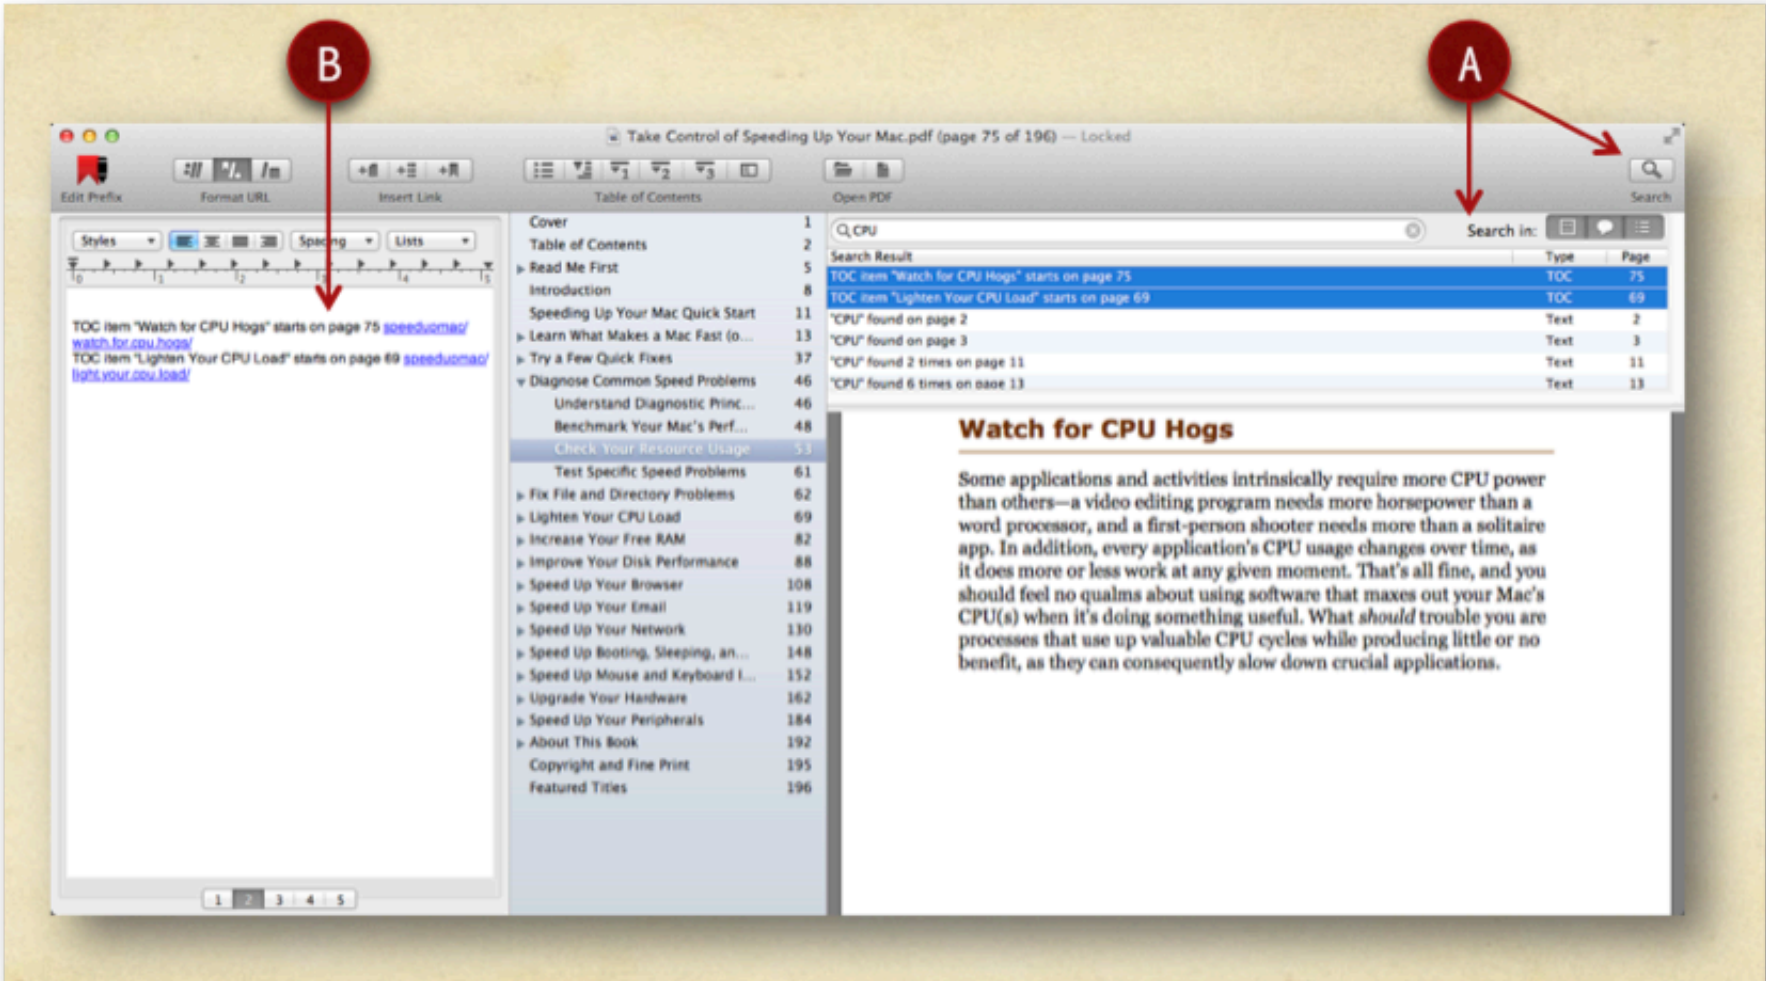 B
A
Take Control of Speeding Up Your Mac.pdf (page 75 of 196) — Locked
Edit Prefix
Format URL
Insert Link
Table of Contents
Open PDF
Search
Styles
Spacing
Lists
0 1 2 3 4 5
TOC item "Watch for CPU Hogs" starts on page 75 speedupmac/
watch.for.cpu.hogs/
TOC item "Lighten Your CPU Load" starts on page 69 speedupmac/
light.your.cpu.load/
1 2 3 4 5
Cover 1
Table of Contents 2
Read Me First 5
Introduction 8
Speeding Up Your Mac Quick Start 11
Learn What Makes a Mac Fast (o... 13
Try a Few Quick Fixes 37
Diagnose Common Speed Problems 46
Understand Diagnostic Princ... 46
Benchmark Your Mac's Perf... 48
Check Your Resource Usage 53
Test Specific Speed Problems 61
Fix File and Directory Problems 62
Lighten Your CPU Load 69
Increase Your Free RAM 82
Improve Your Disk Performance 88
Speed Up Your Browser 108
Speed Up Your Email 119
Speed Up Your Network 130
Speed Up Booting, Sleeping, an... 148
Speed Up Mouse and Keyboard I... 152
Upgrade Your Hardware 162
Speed Up Your Peripherals 184
About This Book 192
Copyright and Fine Print 195
Featured Titles 196
CPU
Search in:
Search Result Type Page
TOC item "Watch for CPU Hogs" starts on page 75 TOC 75
TOC item "Lighten Your CPU Load" starts on page 69 TOC 69
"CPU" found on page 2 Text 2
"CPU" found on page 3 Text 3
"CPU" found 2 times on page 11 Text 11
"CPU" found 6 times on page 13 Text 13
Watch for CPU Hogs
Some applications and activities intrinsically require more CPU power
than others—a video editing program needs more horsepower than a
word processor, and a first-person shooter needs more than a solitaire
app. In addition, every application's CPU usage changes over time, as
it does more or less work at any given moment. That's all fine, and you
should feel no qualms about using software that maxes out your Mac's
CPU(s) when it's doing something useful. What should trouble you are
processes that use up valuable CPU cycles while producing little or no
benefit, as they can consequently slow down crucial applications.